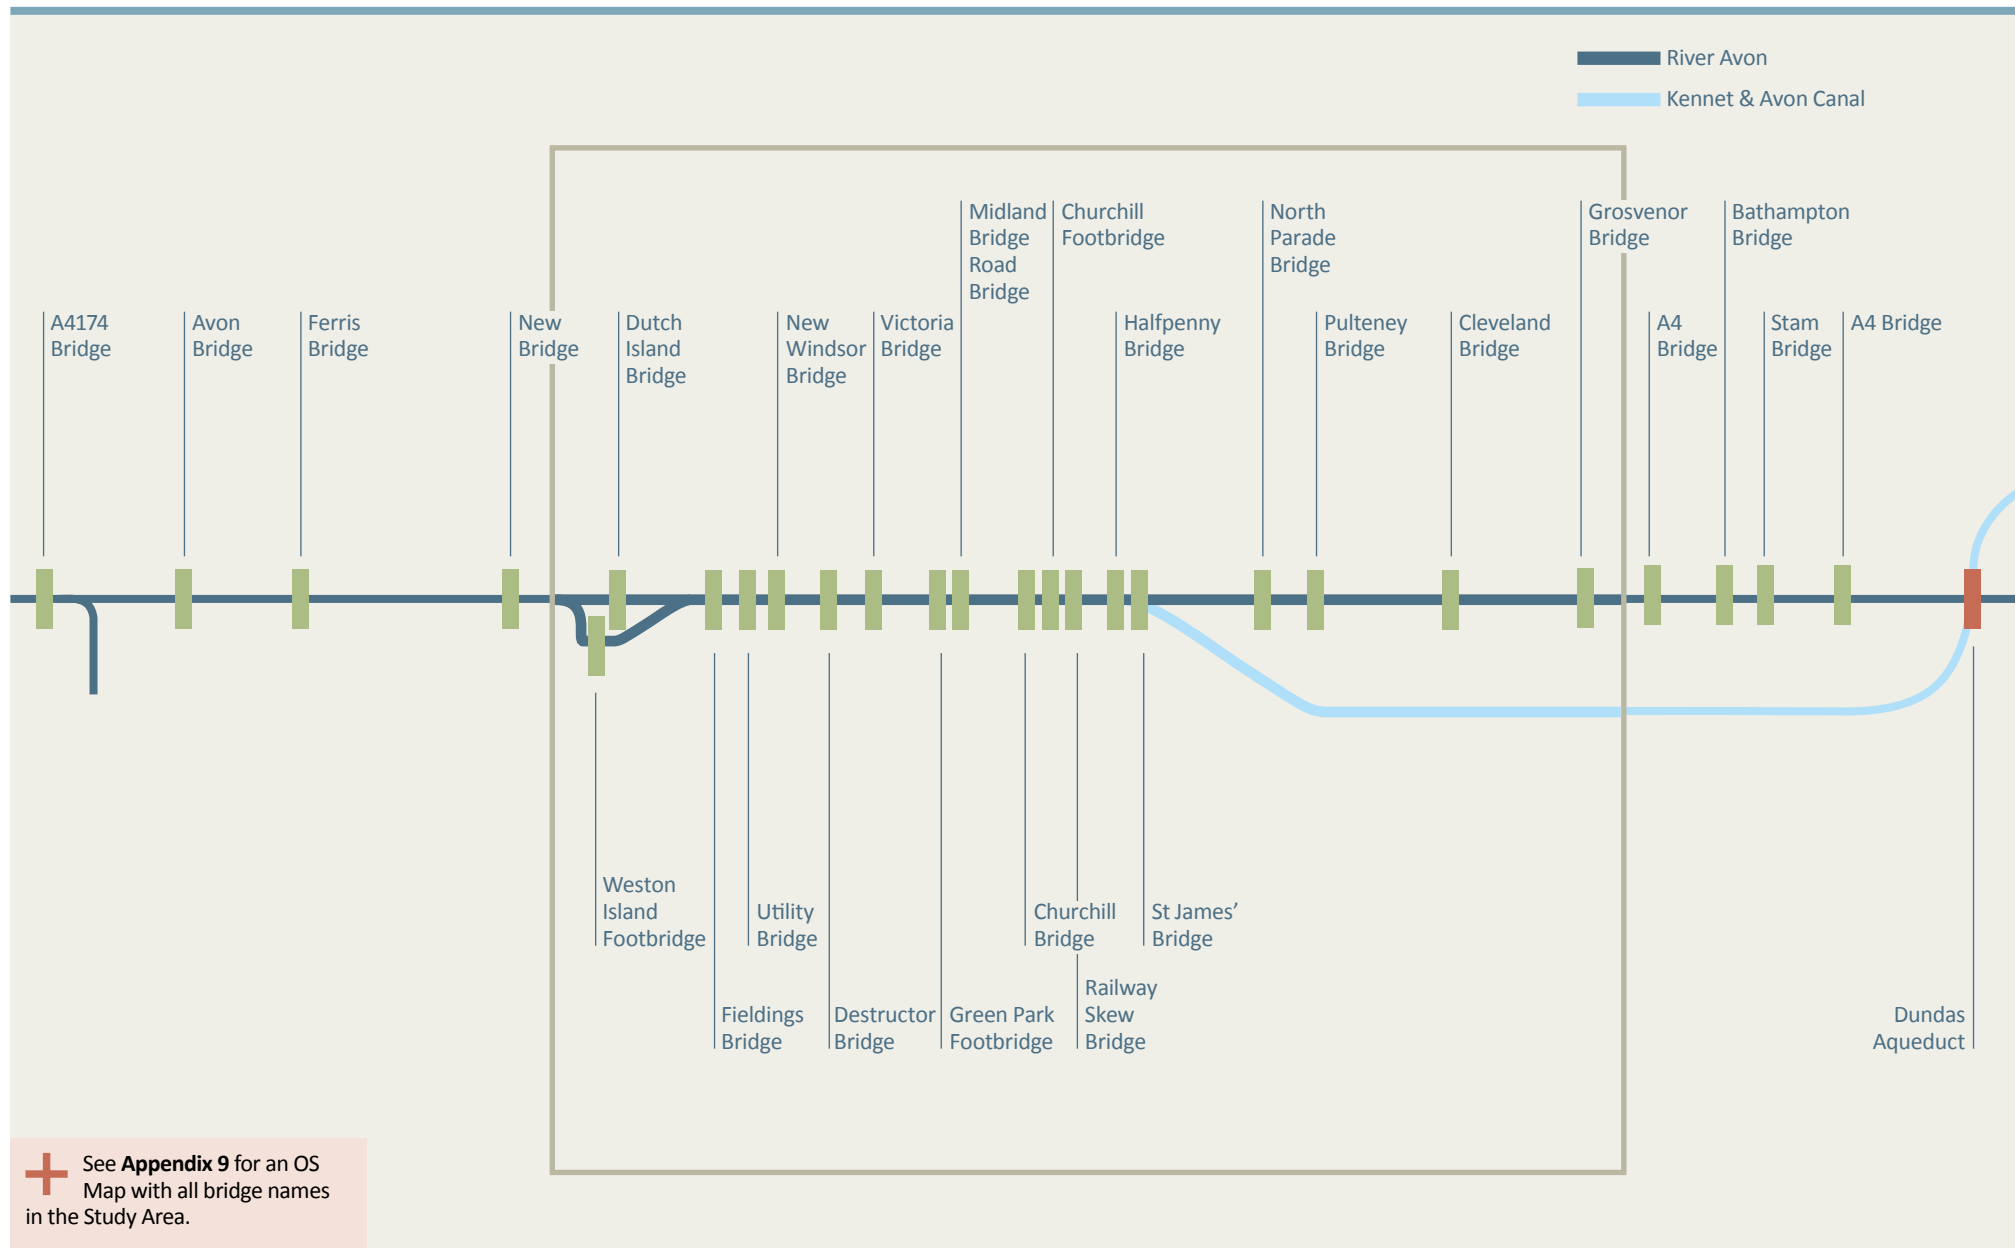 River Avon
Kennet & Avon Canal
Midland
Bridge
Road
Bridge
Churchill
Footbridge
North
Parade
Bridge
Grosvenor
Bridge
Bathampton
Bridge
A4174
Bridge
Avon
Bridge
Ferris
Bridge
New
Bridge
Dutch
Island
Bridge
New
Windsor
Bridge
Victoria
Bridge
Halfpenny
Bridge
Pulteney
Bridge
Cleveland
Bridge
A4
Bridge
Stam
Bridge
A4 Bridge
Weston
Island
Footbridge
Utility
Bridge
Churchill
Bridge
St James’
Bridge
Fieldings
Bridge
Destructor
Bridge
Green Park
Footbridge
Railway
Skew
Bridge
Dundas
Aqueduct
See Appendix 9 for an OS
Map with all bridge names
in the Study Area.